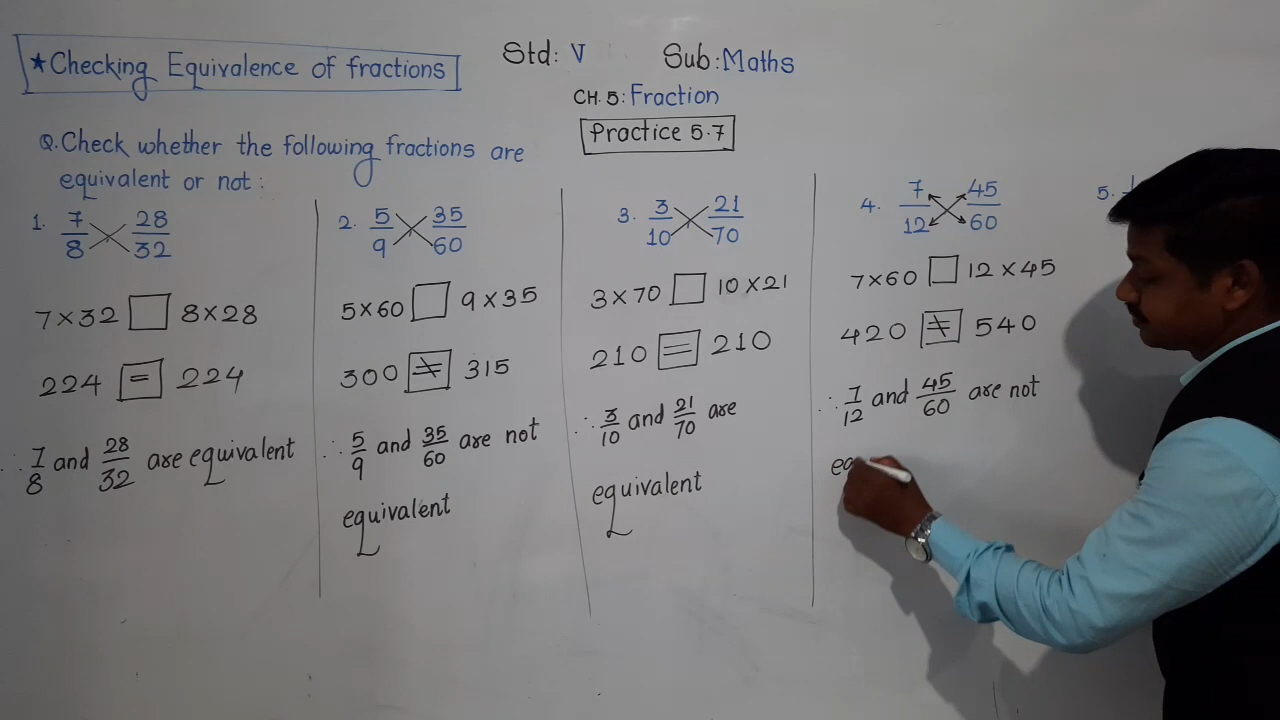 ★Checking Equivalence of fractions
Std: V Sub: Maths
CH. 5: Fraction
Practice 5.7
Q. Check whether the following fractions are
equivalent or not:
1. 7/8 28/32
7×32 □ 8×28
224 = 224
∴ 7/8 and 28/32 are equivalent
2. 5/9 35/60
5×60 □ 9×35
300 ≠ 315
∴ 5/9 and 35/60 are not
equivalent
3. 3/10 21/70
3×70 □ 10×21
210 = 210
∴ 3/10 and 21/70 are
equivalent
4. 7/12 45/60
7×60 □ 12×45
420 ≠ 540
∴ 7/12 and 45/60 are not
5.